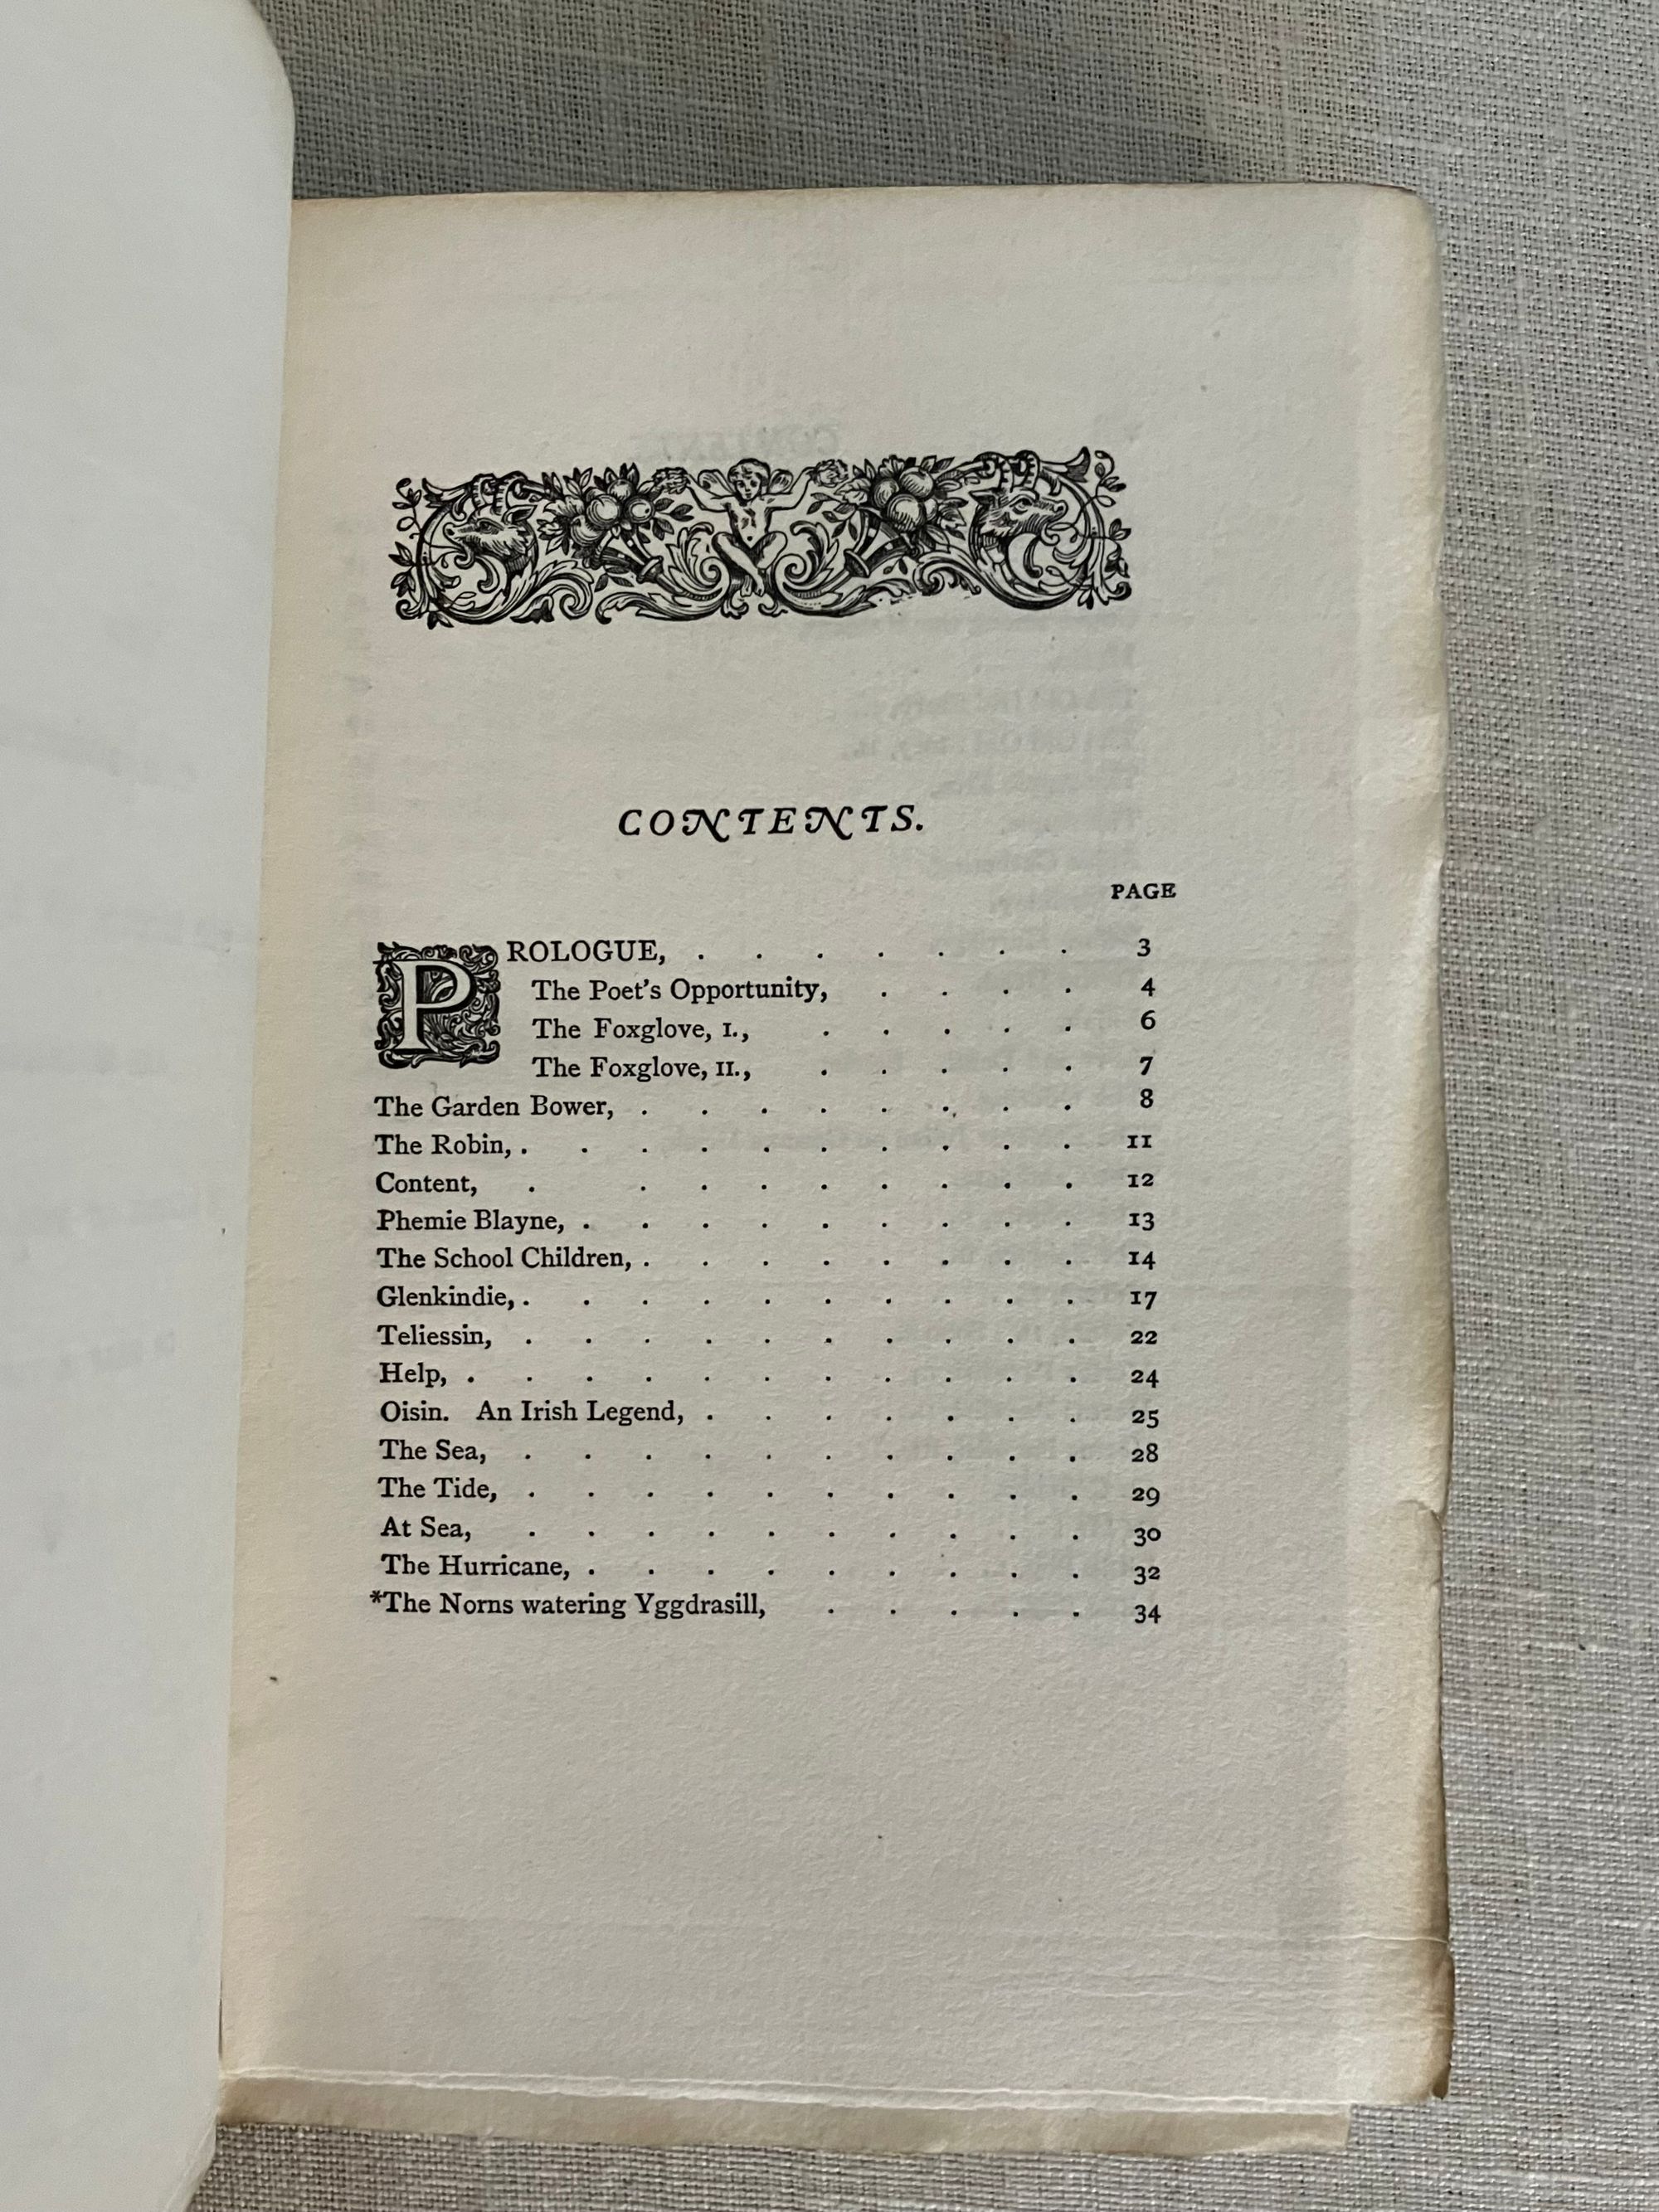 CONTENTS.
PAGE
PROLOGUE, . . . . . . . 3
The Poet's Opportunity, . . . . 4
The Foxglove, I., . . . . . 6
The Foxglove, II., . . . . . 7
The Garden Bower, . . . . . . . . 8
The Robin, . . . . . . . . . . 11
Content, . . . . . . . . . 12
Phemie Blayne, . . . . . . . . . 13
The School Children, . . . . . . . . 14
Glenkindie, . . . . . . . . . . 17
Teliessin, . . . . . . . . . . 22
Help, . . . . . . . . . . . 24
Oisin. An Irish Legend, . . . . . . . 25
The Sea, . . . . . . . . . . 28
The Tide, . . . . . . . . . . 29
At Sea, . . . . . . . . . . 30
The Hurricane, . . . . . . . . . 32
*The Norns watering Yggdrasill, . . . . . 34